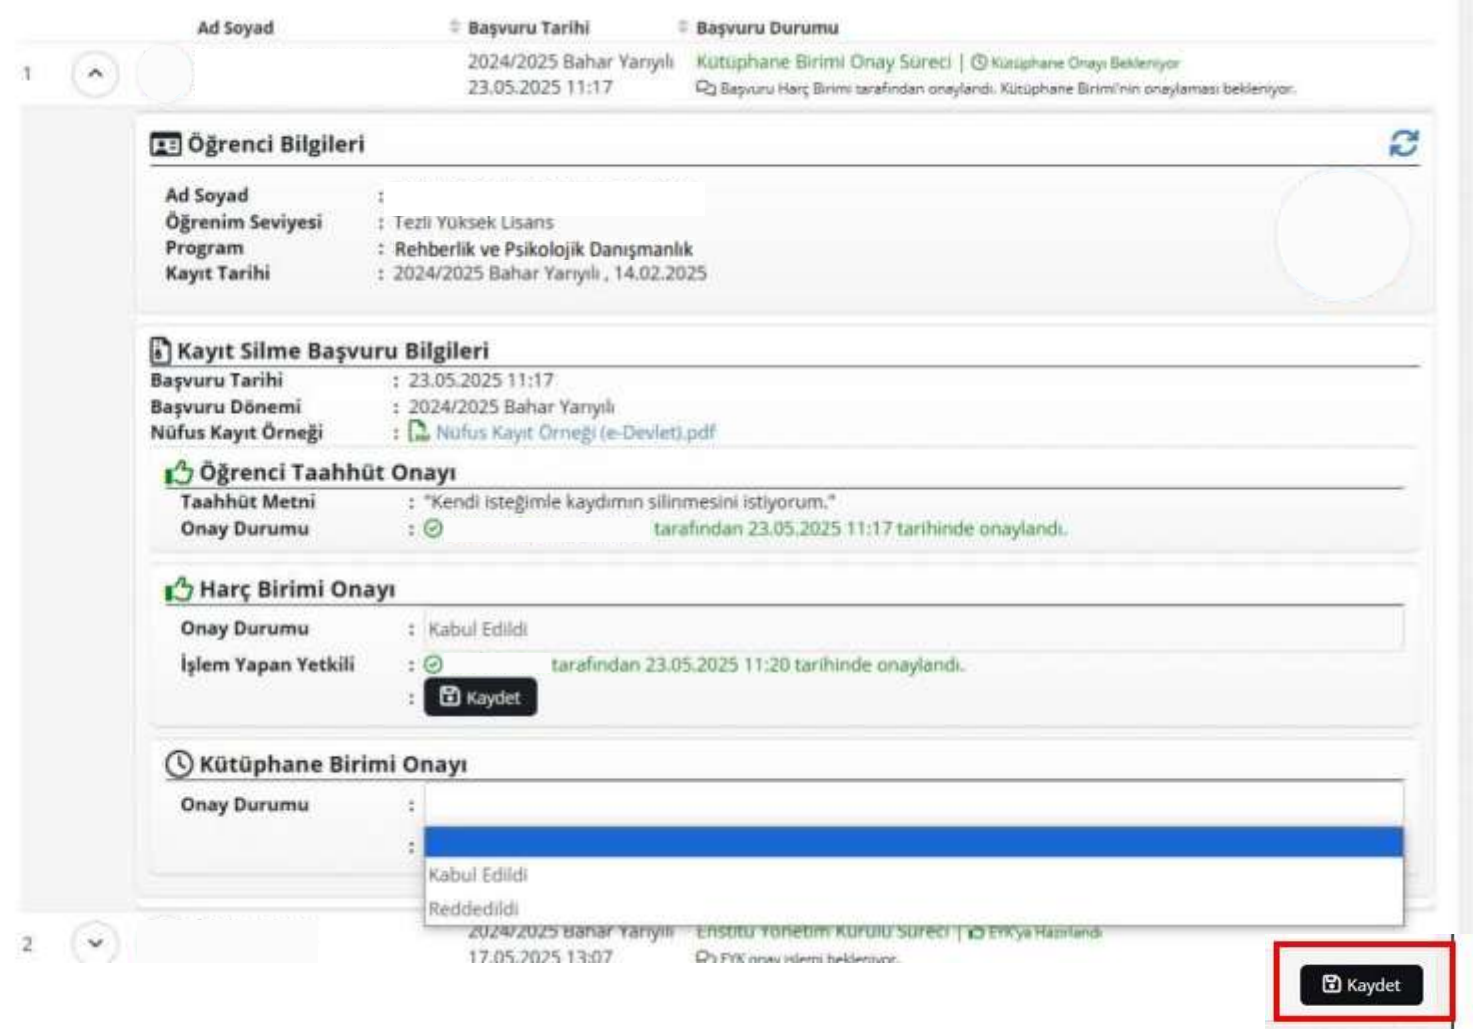 Ad Soyad Başvuru Tarihi Başvuru Durumu
1 2024/2025 Bahar Yarıyılı Kütüphane Birimi Onay Süreci | Kütüphane Onayı Bekleniyor
23.05.2025 11:17 Başvuru Harç Birimi tarafından onaylandı. Kütüphane Birimi'nin onaylaması bekleniyor.
Öğrenci Bilgileri
Ad Soyad :
Öğrenim Seviyesi : Tezli Yüksek Lisans
Program : Rehberlik ve Psikolojik Danışmanlık
Kayıt Tarihi : 2024/2025 Bahar Yarıyılı , 14.02.2025
Kayıt Silme Başvuru Bilgileri
Başvuru Tarihi : 23.05.2025 11:17
Başvuru Dönemi : 2024/2025 Bahar Yarıyılı
Nüfus Kayıt Örneği : Nüfus Kayıt Örneği (e-Devlet).pdf
Öğrenci Taahhüt Onayı
Taahhüt Metni : "Kendi isteğimle kaydımın silinmesini istiyorum."
Onay Durumu : tarafından 23.05.2025 11:17 tarihinde onaylandı.
Harç Birimi Onayı
Onay Durumu : Kabul Edildi
İşlem Yapan Yetkili : tarafından 23.05.2025 11:20 tarihinde onaylandı.
: Kaydet
Kütüphane Birimi Onayı
Onay Durumu :
:
Kabul Edildi
Reddedildi
2 2024/2025 Bahar Yarıyılı Enstitü Yönetim Kurulu Süreci | EYK'ya Hazırlandı
17.05.2025 13:07 EYK onay işlemi bekleniyor.
Kaydet